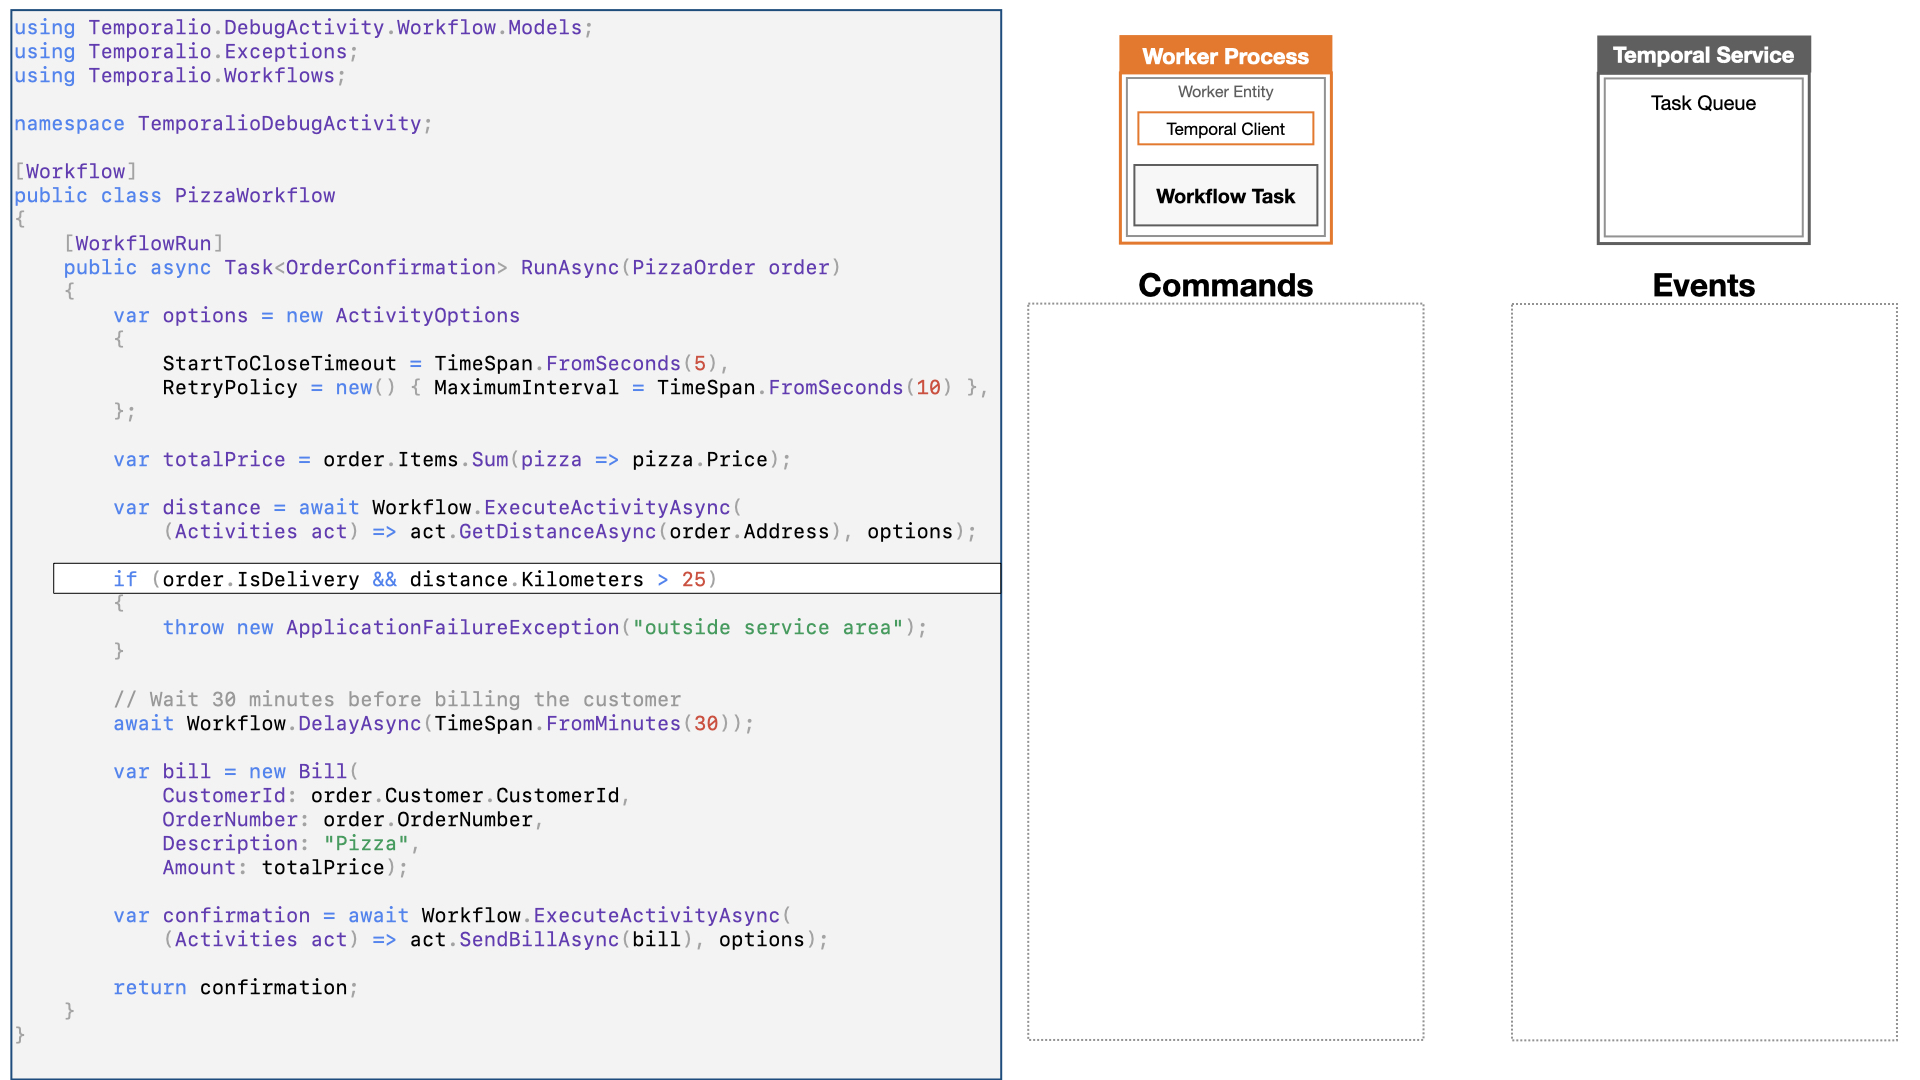 using Temporalio.DebugActivity.Workflow.Models;
using Temporalio.Exceptions;
using Temporalio.Workflows;
namespace TemporalioDebugActivity;
[Workflow]
public class PizzaWorkflow
{
    [WorkflowRun]
    public async Task<OrderConfirmation> RunAsync(PizzaOrder order)
    {
        var options = new ActivityOptions
        {
            StartToCloseTimeout = TimeSpan.FromSeconds(5),
            RetryPolicy = new() { MaximumInterval = TimeSpan.FromSeconds(10) },
        };
        var totalPrice = order.Items.Sum(pizza => pizza.Price);
        var distance = await Workflow.ExecuteActivityAsync(
            (Activities act) => act.GetDistanceAsync(order.Address), options);
        if (order.IsDelivery && distance.Kilometers > 25)
        {
            throw new ApplicationFailureException("outside service area");
        }
        // Wait 30 minutes before billing the customer
        await Workflow.DelayAsync(TimeSpan.FromMinutes(30));
        var bill = new Bill(
            CustomerId: order.Customer.CustomerId,
            OrderNumber: order.OrderNumber,
            Description: "Pizza",
            Amount: totalPrice);
        var confirmation = await Workflow.ExecuteActivityAsync(
            (Activities act) => act.SendBillAsync(bill), options);
        return confirmation;
    }
}
Worker Process
Worker Entity
Temporal Client
Workflow Task
Commands
Temporal Service
Task Queue
Events